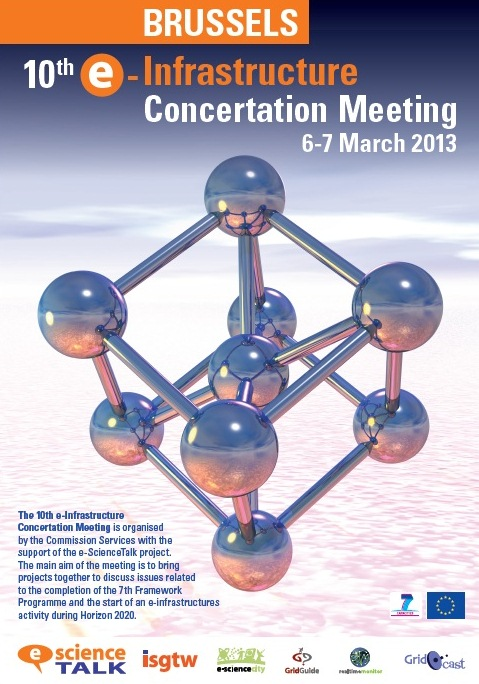 BRUSSELS
10th e-Infrastructure
Concertation Meeting
6-7 March 2013
The 10th e-Infrastructure
Concertation Meeting is organised
by the Commission Services with the
support of the e-ScienceTalk project.
The main aim of the meeting is to bring
projects together to discuss issues related
to the completion of the 7th Framework
Programme and the start of an e-infrastructures
activity during Horizon 2020.
e science TALK
isgtw
e-sciencecity
GridGuide
realtimemonitor
GridCast